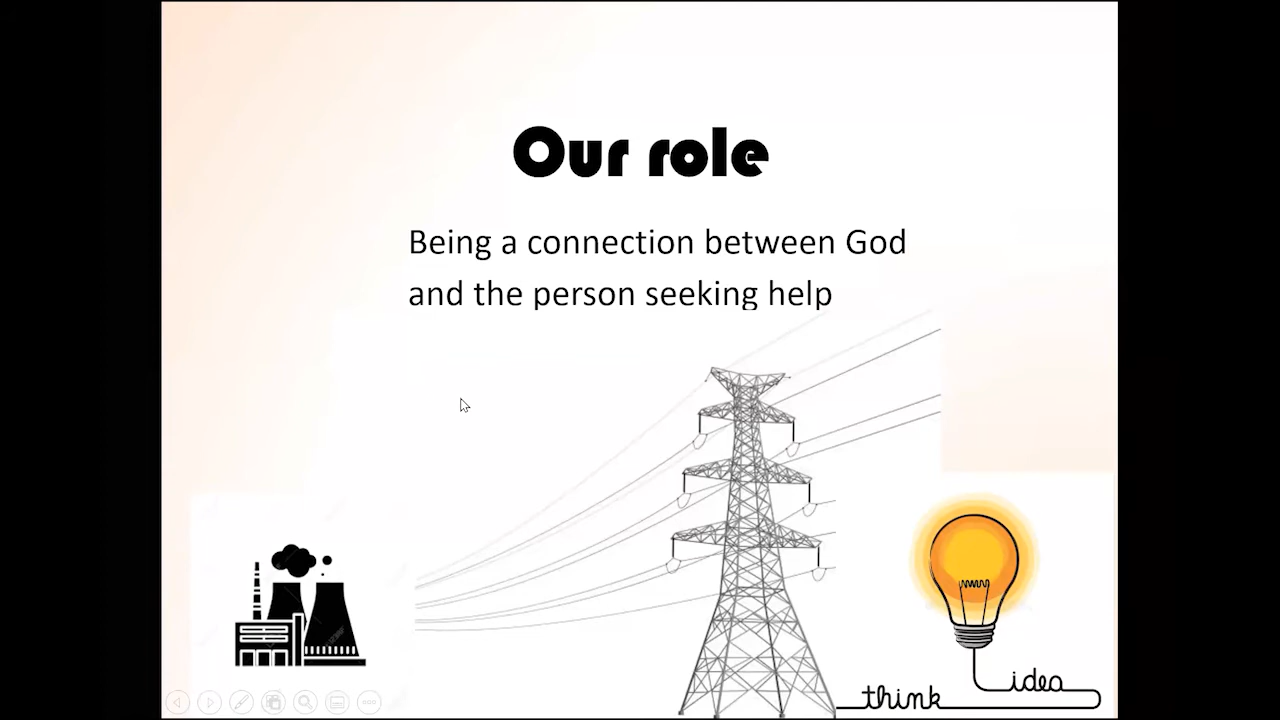 Our role
Being a connection between God
and the person seeking help
think idea